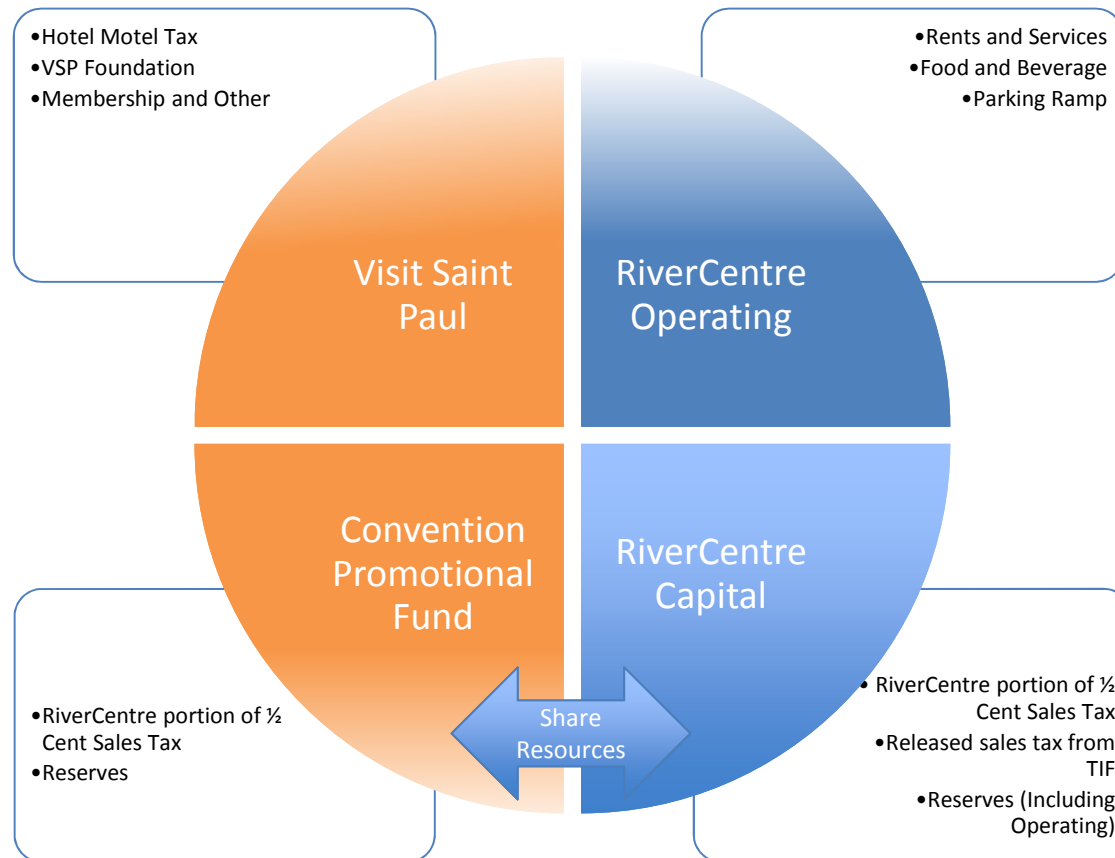 •Hotel Motel Tax
•VSP Foundation
•Membership and Other
•Rents and Services
•Food and Beverage
•Parking Ramp
Visit Saint
Paul
RiverCentre
Operating
Convention
Promotional
Fund
RiverCentre
Capital
Share
Resources
•RiverCentre portion of ½
Cent Sales Tax
•Reserves
• RiverCentre portion of ½
Cent Sales Tax
•Released sales tax from
TIF
•Reserves (Including
Operating)